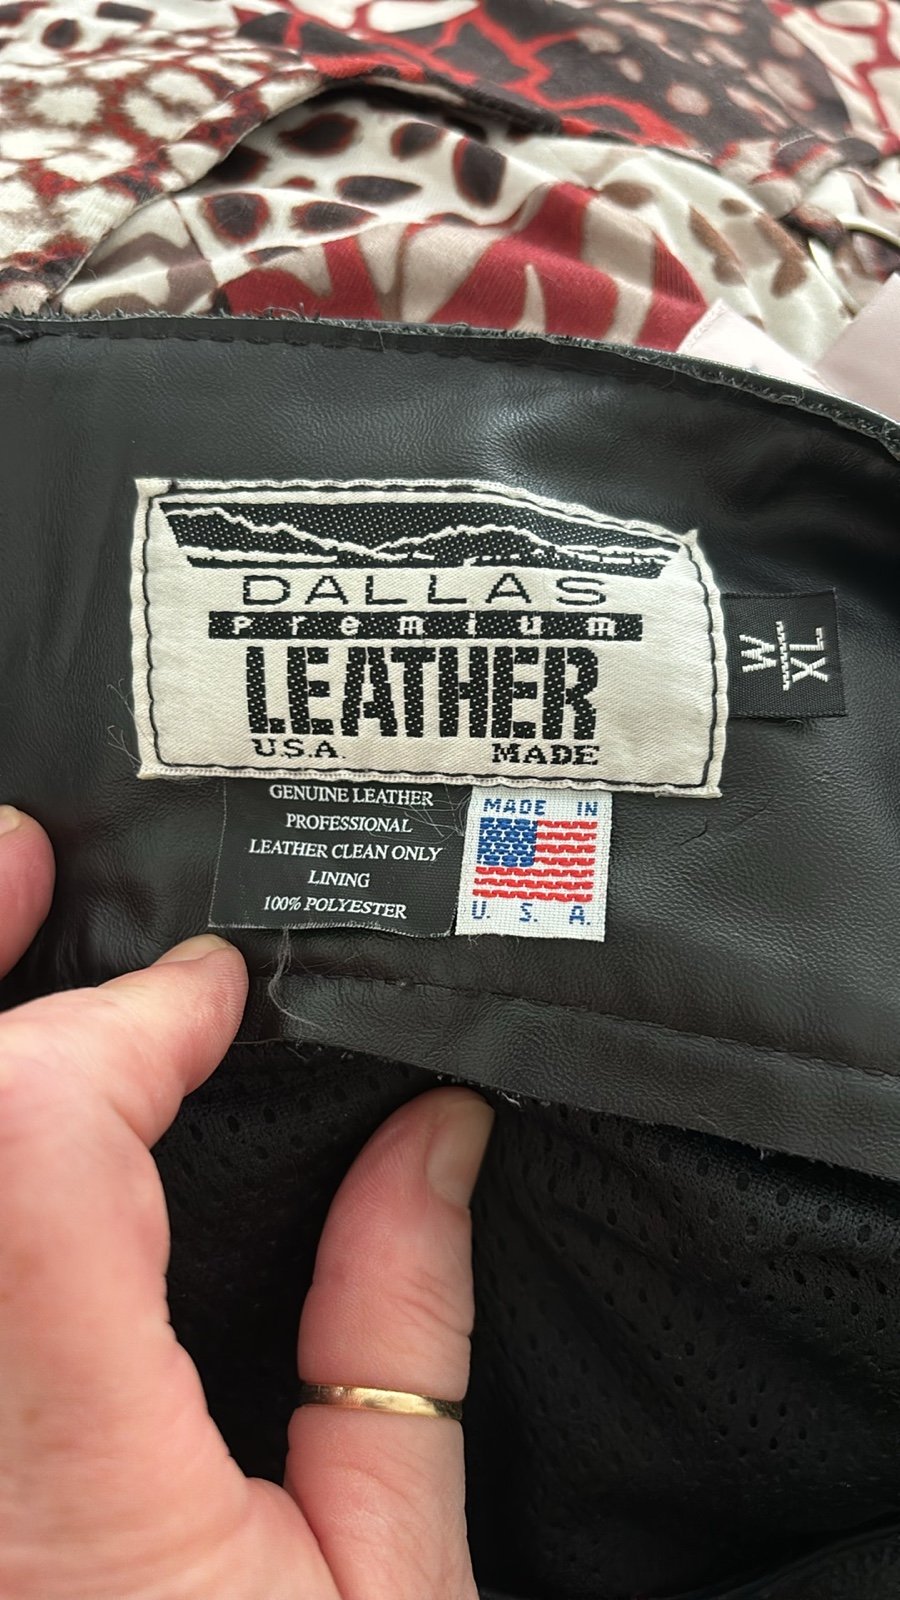 DALLAS
Premium
LEATHER
U.S.A. MADE
W
XL
GENUINE LEATHER
PROFESSIONAL
LEATHER CLEAN ONLY
LINING
100% POLYESTER
MADE IN
U. S. A.